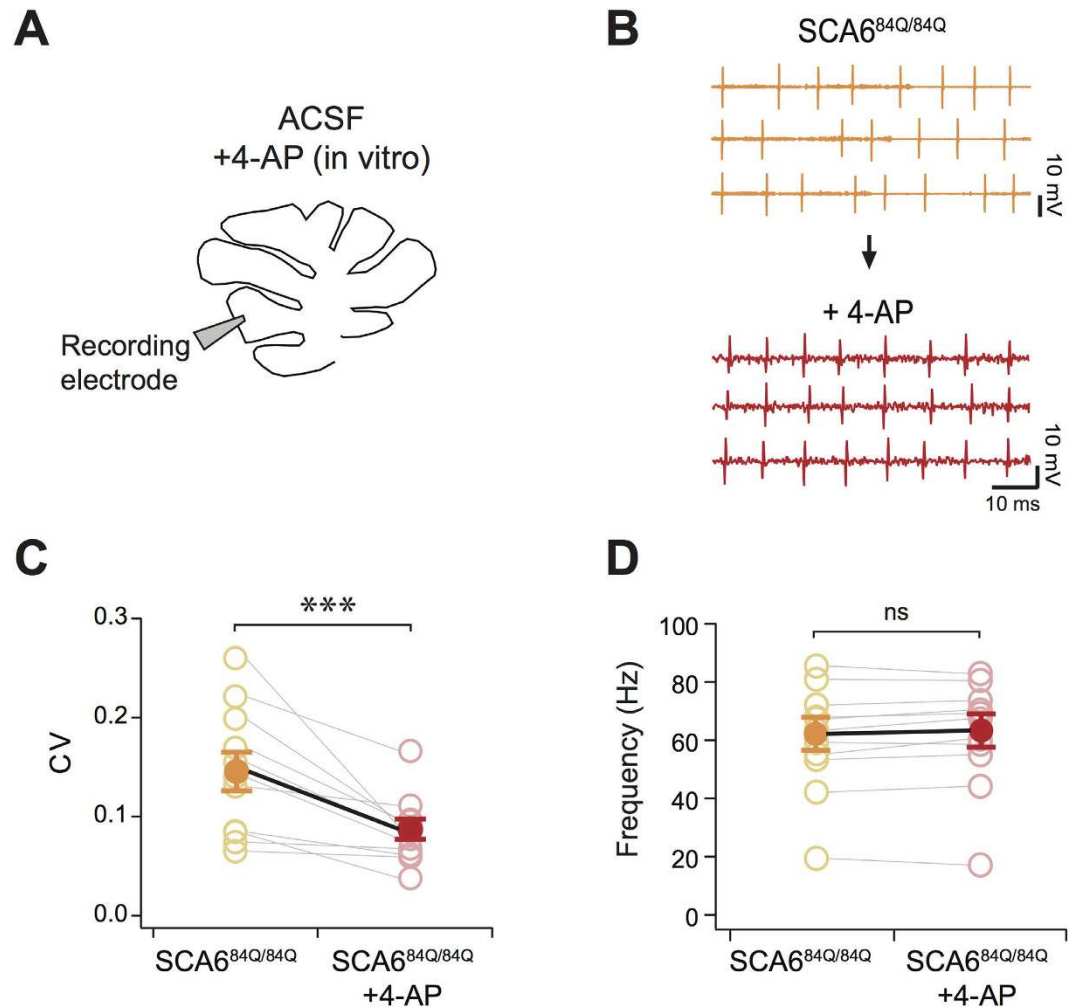 A
ACSF
+4-AP (in vitro)
Recording
electrode
B
SCA6^84Q/84Q
10 mV
+ 4-AP
10 mV
10 ms
C
***
0.3
0.2
0.1
0.0
CV
SCA6^84Q/84Q
SCA6^84Q/84Q
+4-AP
D
ns
100
80
60
40
20
0
Frequency (Hz)
SCA6^84Q/84Q
SCA6^84Q/84Q
+4-AP